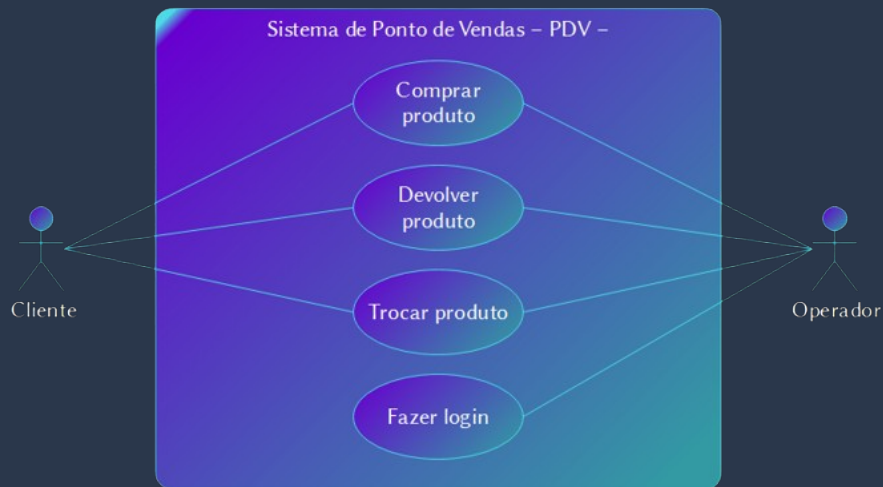 Sistema de Ponto de Vendas – PDV –
Comprar
produto
Devolver
produto
Trocar produto
Fazer login
Cliente
Operador